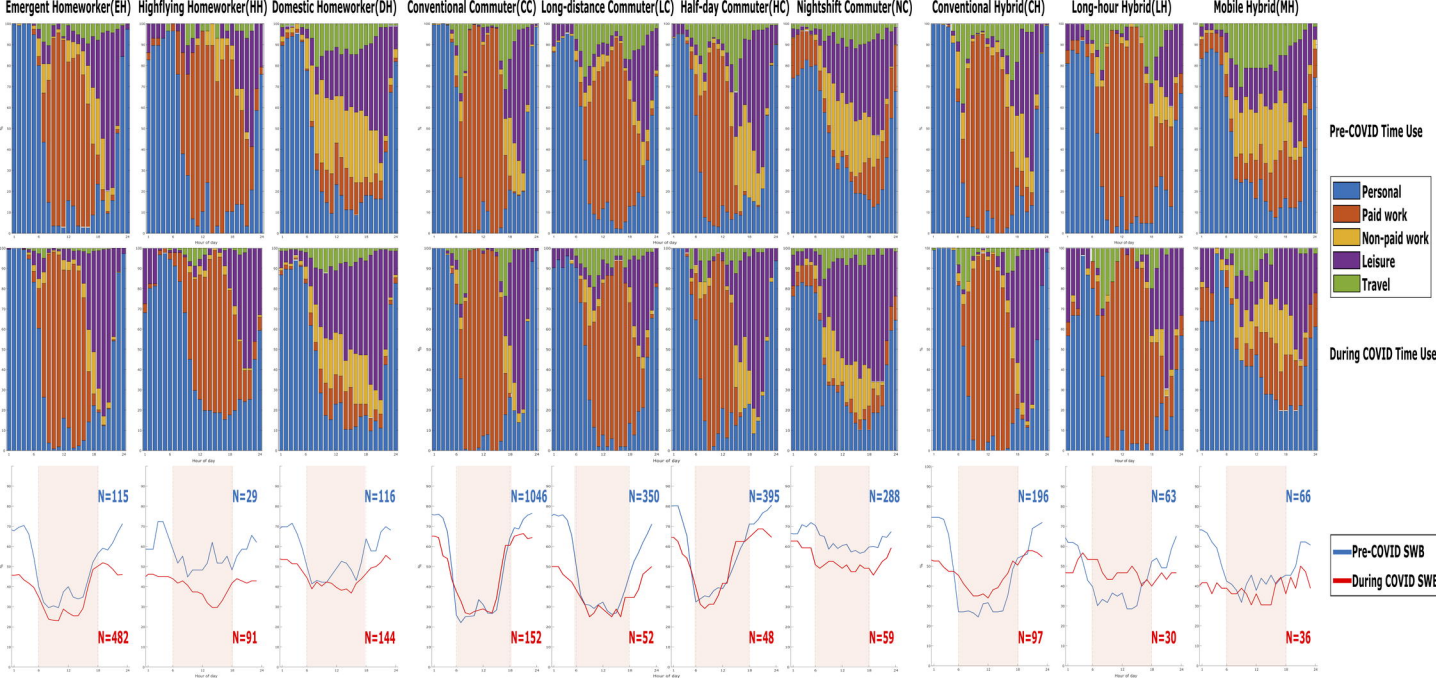 Emergent Homeworker(EH) Highflying Homeworker(HH) Domestic Homeworker(DH) Conventional Commuter(CC) Long-distance Commuter(LC) Half-day Commuter(HC) Nightshift Commuter(NC) Conventional Hybrid(CH) Long-hour Hybrid(LH) Mobile Hybrid(MH)
Pre-COVID Time Use
Personal
Paid work
Non-paid work
Leisure
Travel
During COVID Time Use
N=115 N=29 N=116 N=1046 N=350 N=395 N=288 N=196 N=63 N=66
Pre-COVID SWB
During COVID SWB
N=482 N=91 N=144 N=152 N=52 N=48 N=59 N=97 N=30 N=36
Hour of day